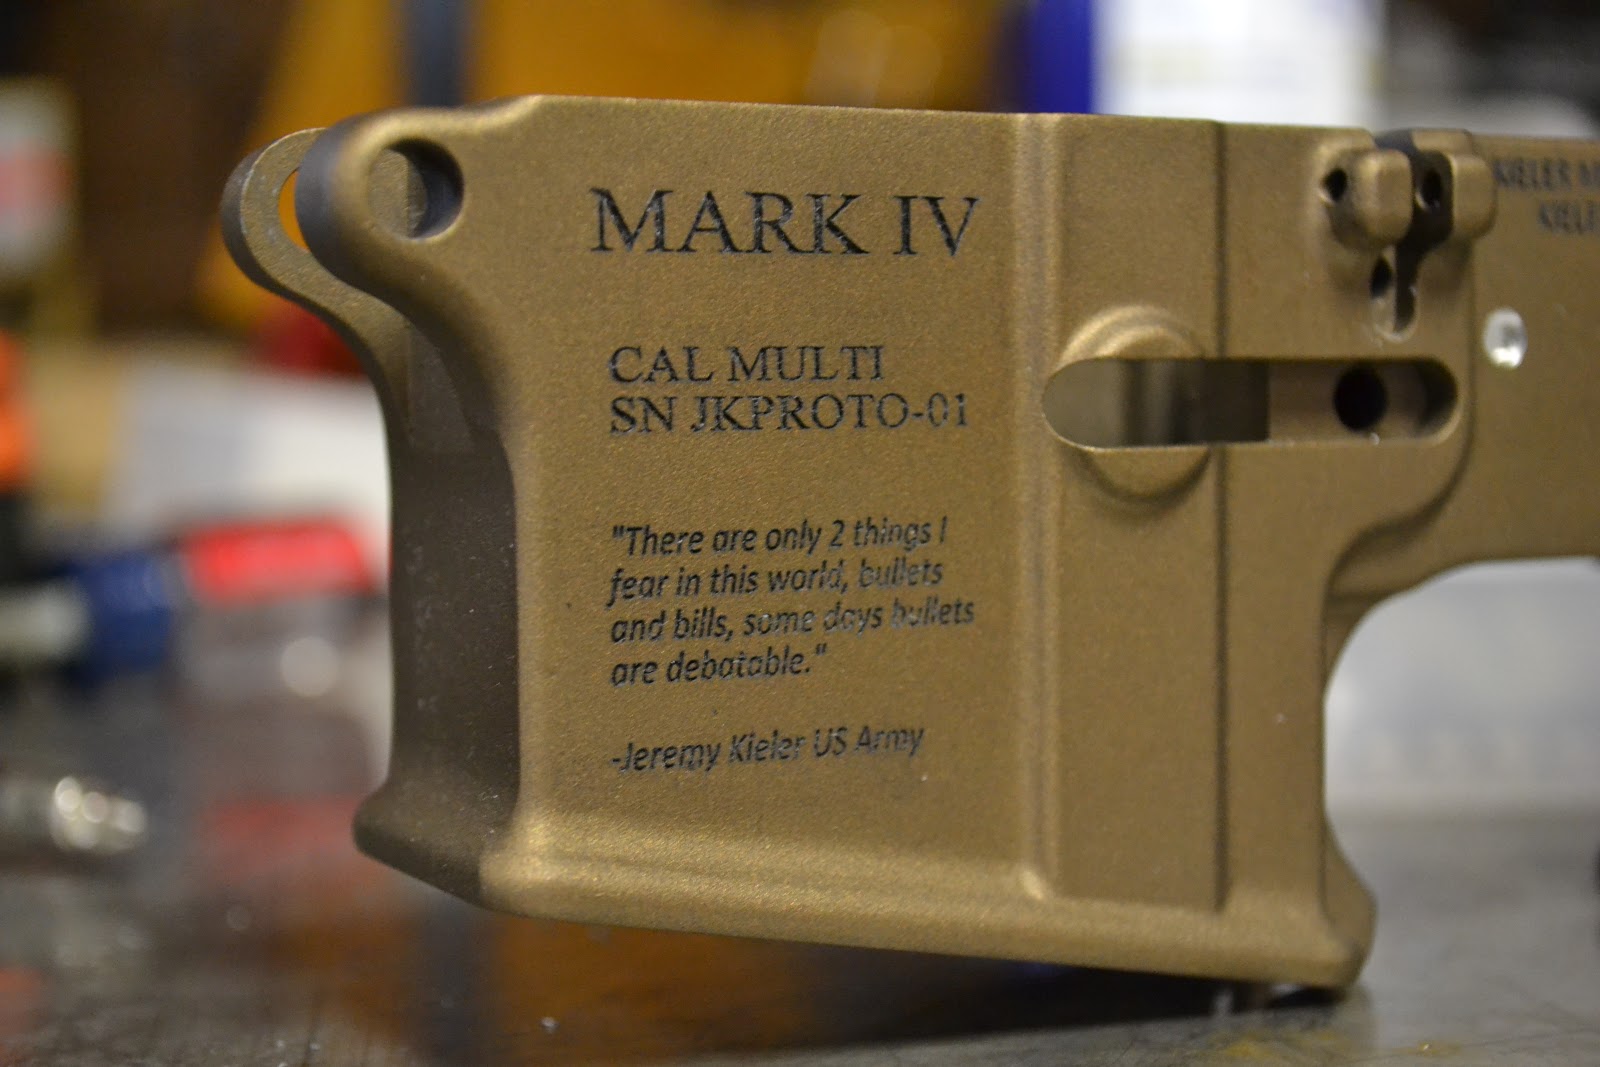 MARK IV
CAL MULTI
SN JKPROTO-01
"There are only 2 things I
fear in this world, bullets
and bills, some days bullets
are debatable."
-Jeremy Kieler US Army
KIELER